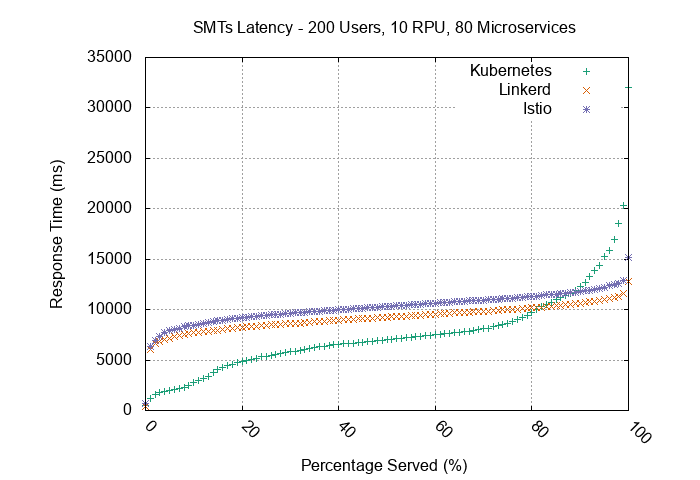 SMTs Latency - 200 Users, 10 RPU, 80 Microservices
35000
30000
25000
20000
15000
10000
5000
0
Response Time (ms)
Kubernetes
Linkerd
Istio
0
20
40
60
80
100
Percentage Served (%)